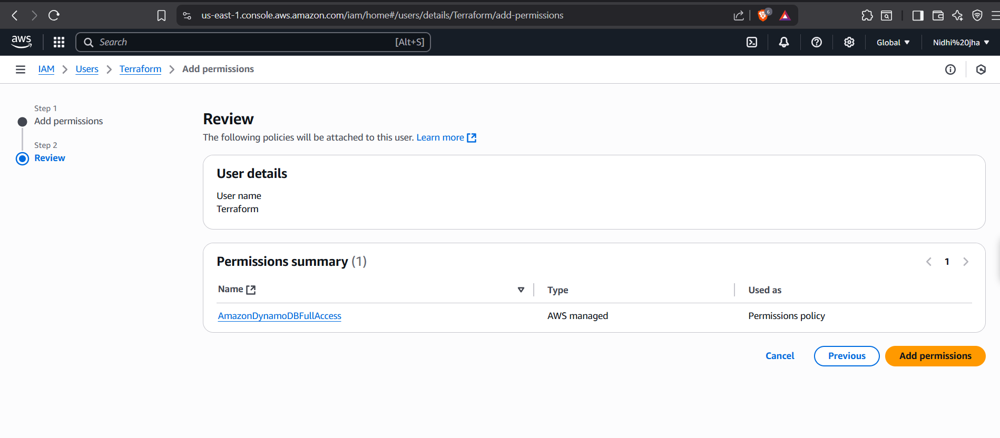 us-east-1.console.aws.amazon.com/iam/home#/users/details/Terraform/add-permissions
6
aws
Search
[Alt+S]
Global
Nidhi%20jha
IAM
Users
Terraform
Add permissions
Step 1
Add permissions
Step 2
Review
Review
The following policies will be attached to this user. Learn more
User details
User name
Terraform
Permissions summary (1)
1
Name
Type
Used as
AmazonDynamoDBFullAccess
AWS managed
Permissions policy
Cancel
Previous
Add permissions